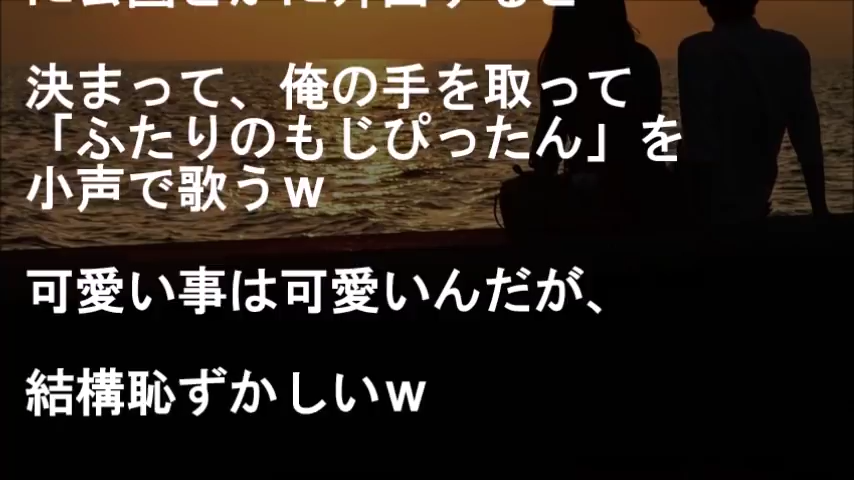 決まって、俺の手を取って
「ふたりのもじぴったん」を
小声で歌うｗ
可愛い事は可愛いんだが、
結構恥ずかしいｗ